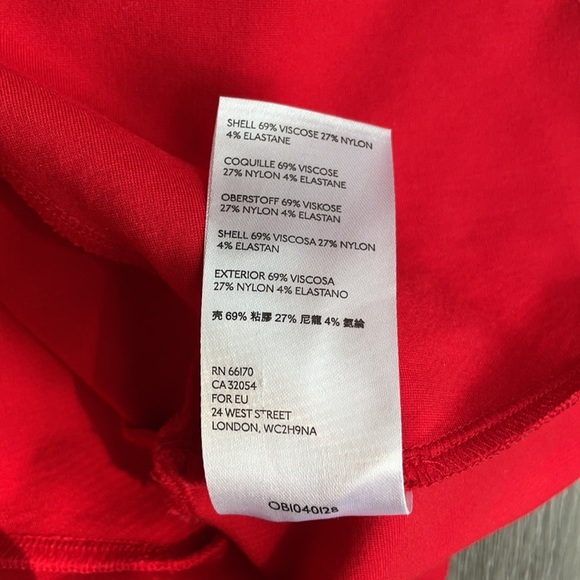 SHELL 69% VISCOSE 27% NYLON
4% ELASTANE
COQUILLE 69% VISCOSE
27% NYLON 4% ELASTANE
OBERSTOFF 69% VISKOSE
27% NYLON 4% ELASTAN
SHELL 69% VISCOSA 27% NYLON
4% ELASTAN
EXTERIOR 69% VISCOSA
27% NYLON 4% ELASTANO
壳 69% 粘膠 27% 尼龍 4% 氨綸
RN 66170
CA 32054
FOR EU
24 WEST STREET
LONDON, WC2H9NA
OB1040128